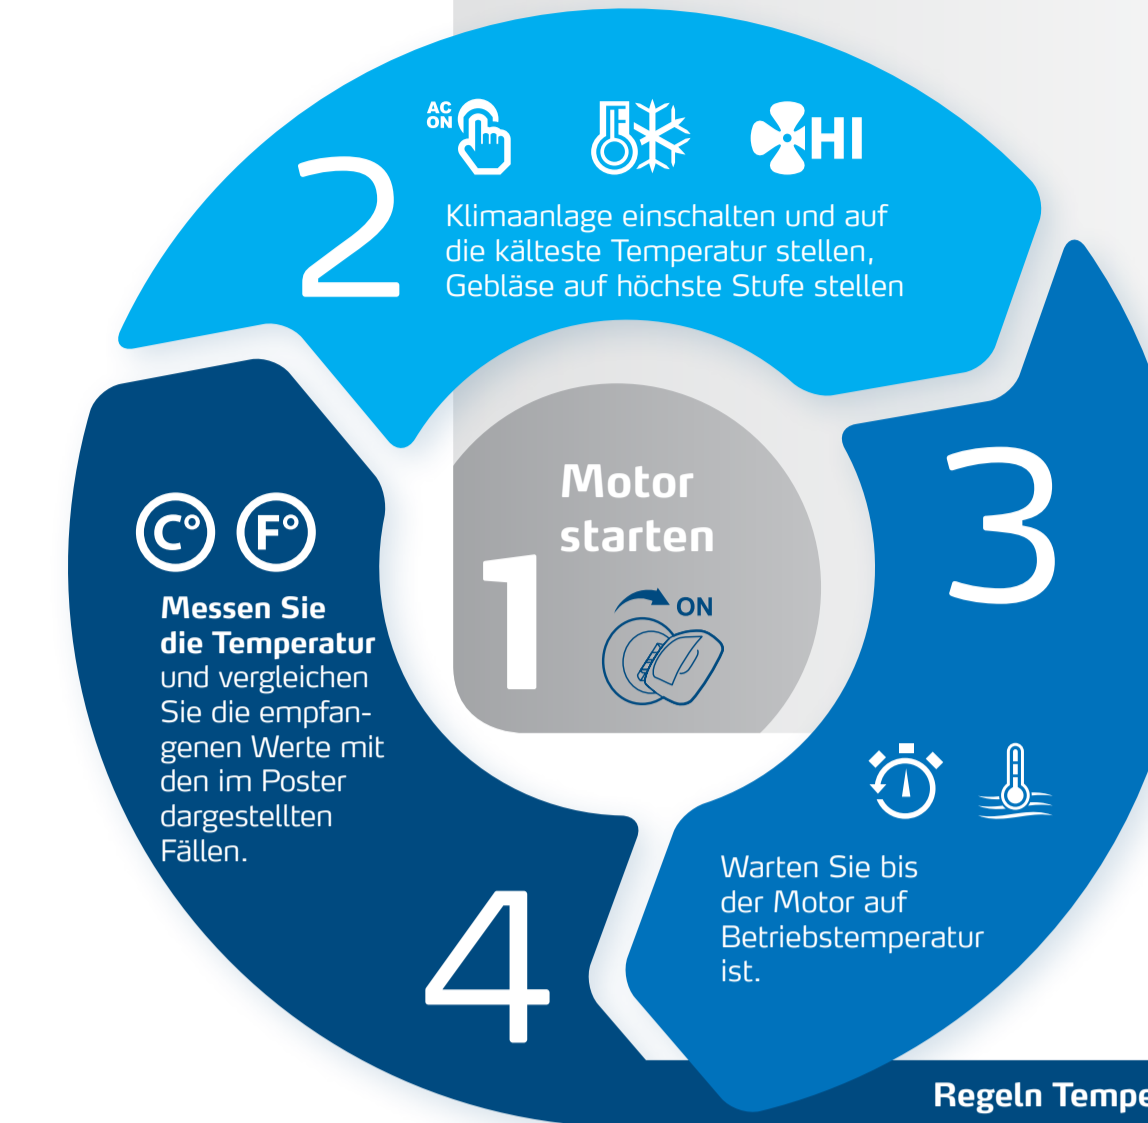 1
Motor
starten
ON
2
AC
ON
HI
Klimaanlage einschalten und auf
die kälteste Temperatur stellen,
Gebläse auf höchste Stufe stellen
3
Warten Sie bis
der Motor auf
Betriebstemperatur
ist.
4
C° F°
Messen Sie
die Temperatur
und vergleichen
Sie die empfan-
genen Werte mit
den im Poster
dargestellten
Fällen.
Regeln